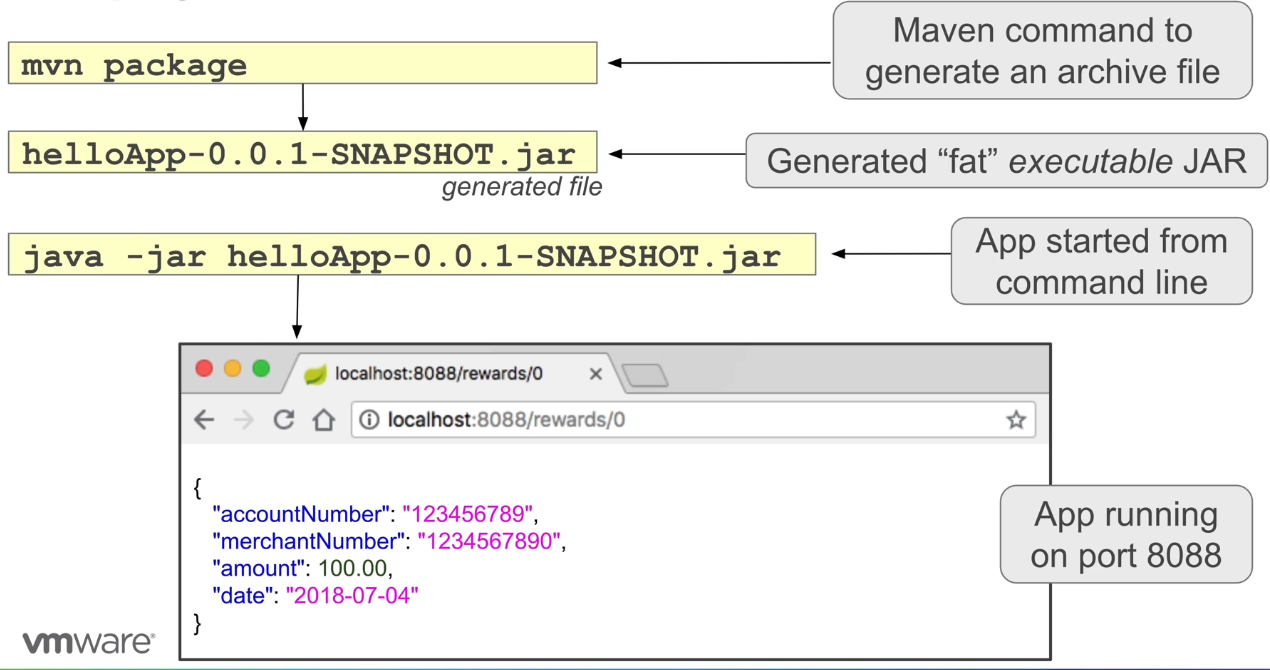 Maven command to
generate an archive file
mvn package
helloApp-0.0.1-SNAPSHOT.jar
Generated “fat” executable JAR
generated file
java -jar helloApp-0.0.1-SNAPSHOT.jar
App started from
command line
localhost:8088/rewards/0
localhost:8088/rewards/0
{
"accountNumber": "123456789",
"merchantNumber": "1234567890",
"amount": 100.00,
"date": "2018-07-04"
}
App running
on port 8088
vmware®